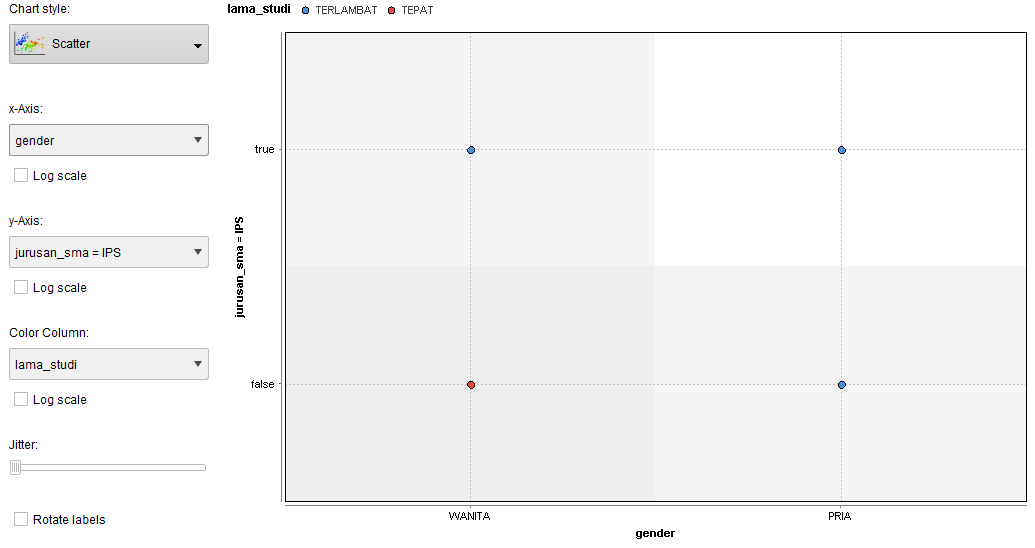 Chart style:
Scatter
x-Axis:
gender
Log scale
y-Axis:
jurusan_sma = IPS
Log scale
Color Column:
lama_studi
Log scale
Jitter:
Rotate labels
lama_studi TERLAMBAT TEPAT
jurusan_sma = IPS
true
false
WANITA PRIA
gender